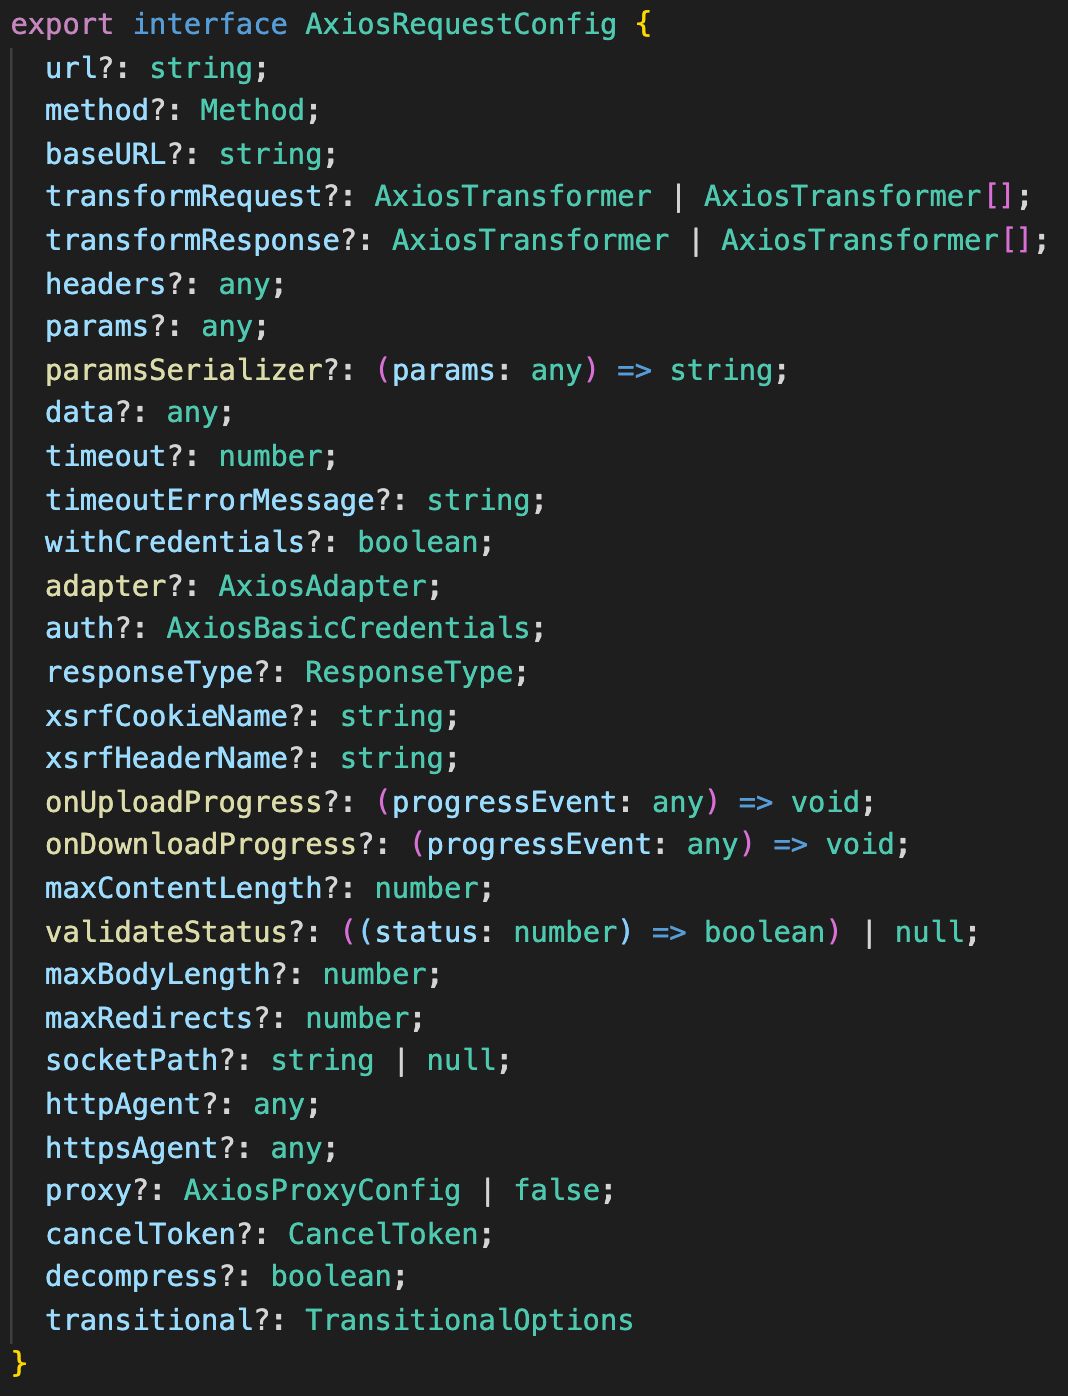 export interface AxiosRequestConfig {
  url?: string;
  method?: Method;
  baseURL?: string;
  transformRequest?: AxiosTransformer | AxiosTransformer[];
  transformResponse?: AxiosTransformer | AxiosTransformer[];
  headers?: any;
  params?: any;
  paramsSerializer?: (params: any) => string;
  data?: any;
  timeout?: number;
  timeoutErrorMessage?: string;
  withCredentials?: boolean;
  adapter?: AxiosAdapter;
  auth?: AxiosBasicCredentials;
  responseType?: ResponseType;
  xsrfCookieName?: string;
  xsrfHeaderName?: string;
  onUploadProgress?: (progressEvent: any) => void;
  onDownloadProgress?: (progressEvent: any) => void;
  maxContentLength?: number;
  validateStatus?: ((status: number) => boolean) | null;
  maxBodyLength?: number;
  maxRedirects?: number;
  socketPath?: string | null;
  httpAgent?: any;
  httpsAgent?: any;
  proxy?: AxiosProxyConfig | false;
  cancelToken?: CancelToken;
  decompress?: boolean;
  transitional?: TransitionalOptions
}